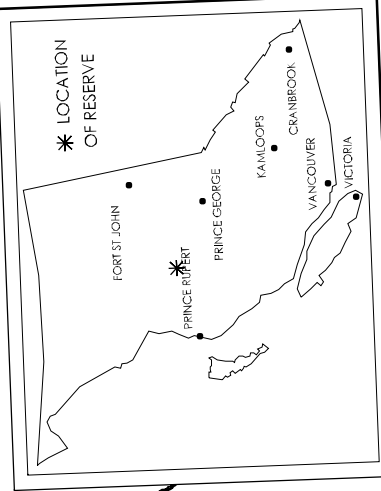 LOCATION
OF RESERVE
FORT ST JOHN
PRINCE RUPERT
PRINCE GEORGE
KAMLOOPS
CRANBROOK
VANCOUVER
VICTORIA